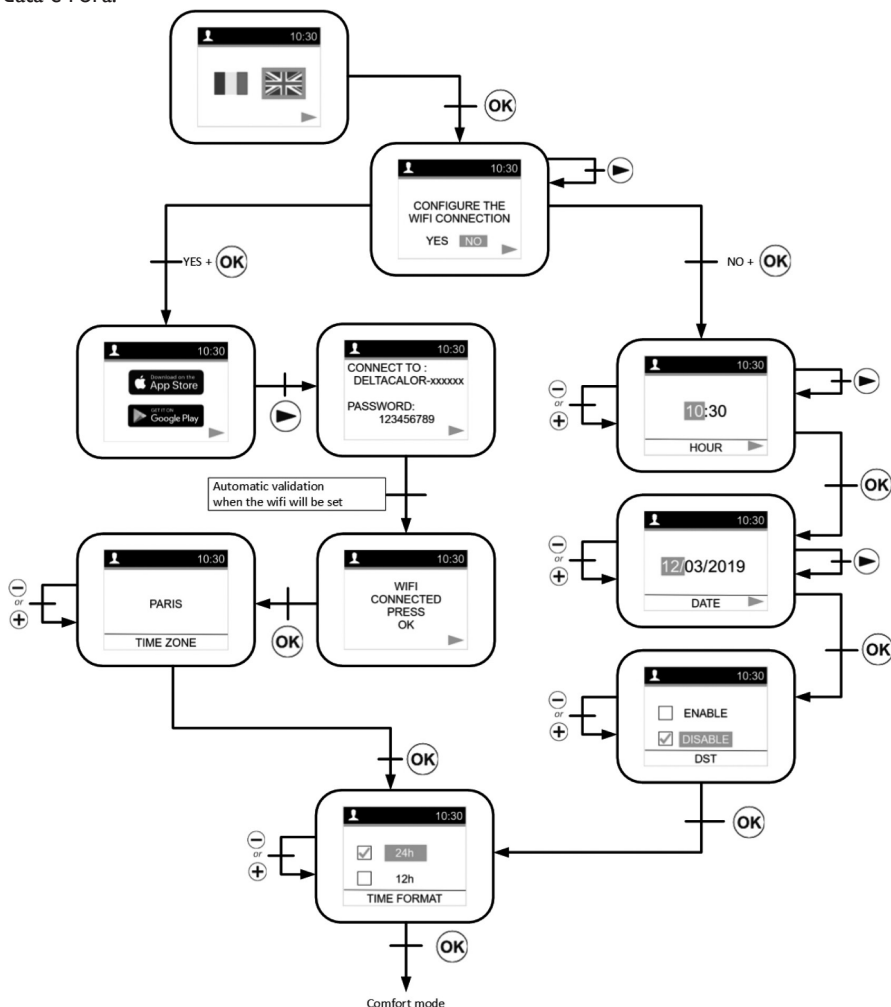 data e l'ora.
10:30
OK
10:30
CONFIGURE THE
WIFI CONNECTION
YES NO
YES + OK
NO + OK
10:30
Download on the
App Store
GET IT ON
Google Play
10:30
CONNECT TO :
DELTACALOR-xxxxxx
PASSWORD:
123456789
10:30
10:30
HOUR
- or +
OK
Automatic validation
when the wifi will be set
10:30
PARIS
TIME ZONE
- or +
OK
10:30
WIFI
CONNECTED
PRESS
OK
10:30
12/03/2019
DATE
- or +
OK
10:30
ENABLE
DISABLE
DST
- or +
OK
OK
10:30
24h
12h
TIME FORMAT
- or +
OK
Comfort mode